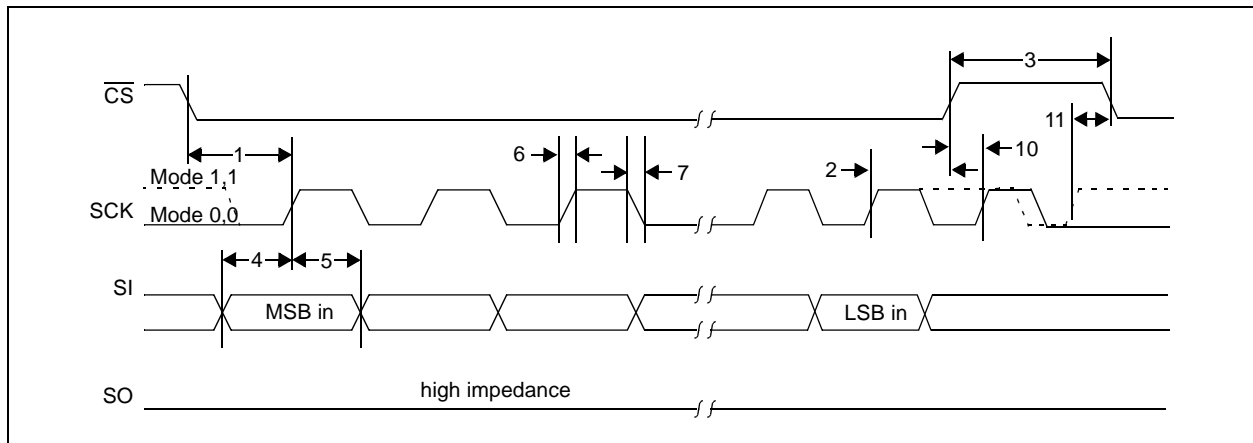 3
CS
11
1
6
7
2
10
Mode 1,1
SCK
Mode 0,0
4
5
SI
MSB in
LSB in
SO
high impedance